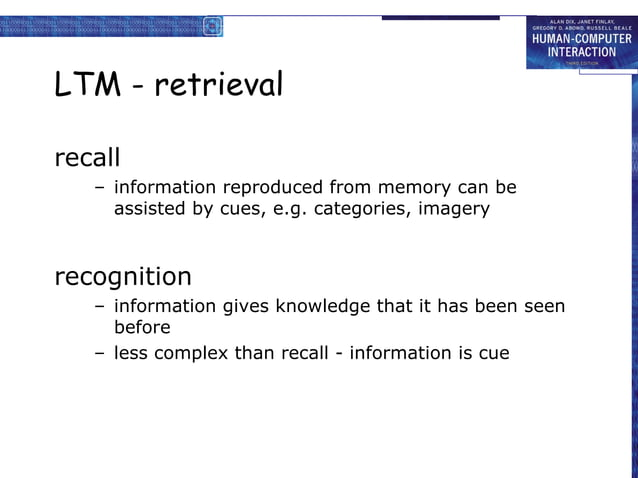 ALAN DIX, JANET FINLAY,
GREGORY D. ABOWD, RUSSELL BEALE
HUMAN-COMPUTER
INTERACTION
THIRD EDITION
LTM - retrieval
recall
– information reproduced from memory can be
assisted by cues, e.g. categories, imagery
recognition
– information gives knowledge that it has been seen
before
– less complex than recall - information is cue